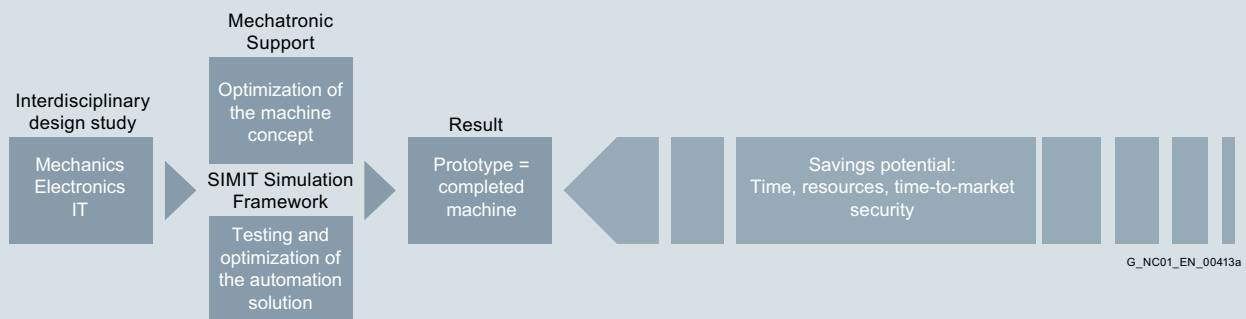 Interdisciplinary
design study
Mechanics
Electronics
IT
Mechatronic
Support
Optimization of
the machine
concept
SIMIT Simulation
Framework
Testing and
optimization of
the automation
solution
Result
Prototype =
completed
machine
Savings potential:
Time, resources, time-to-market
security
G_NC01_EN_00413a